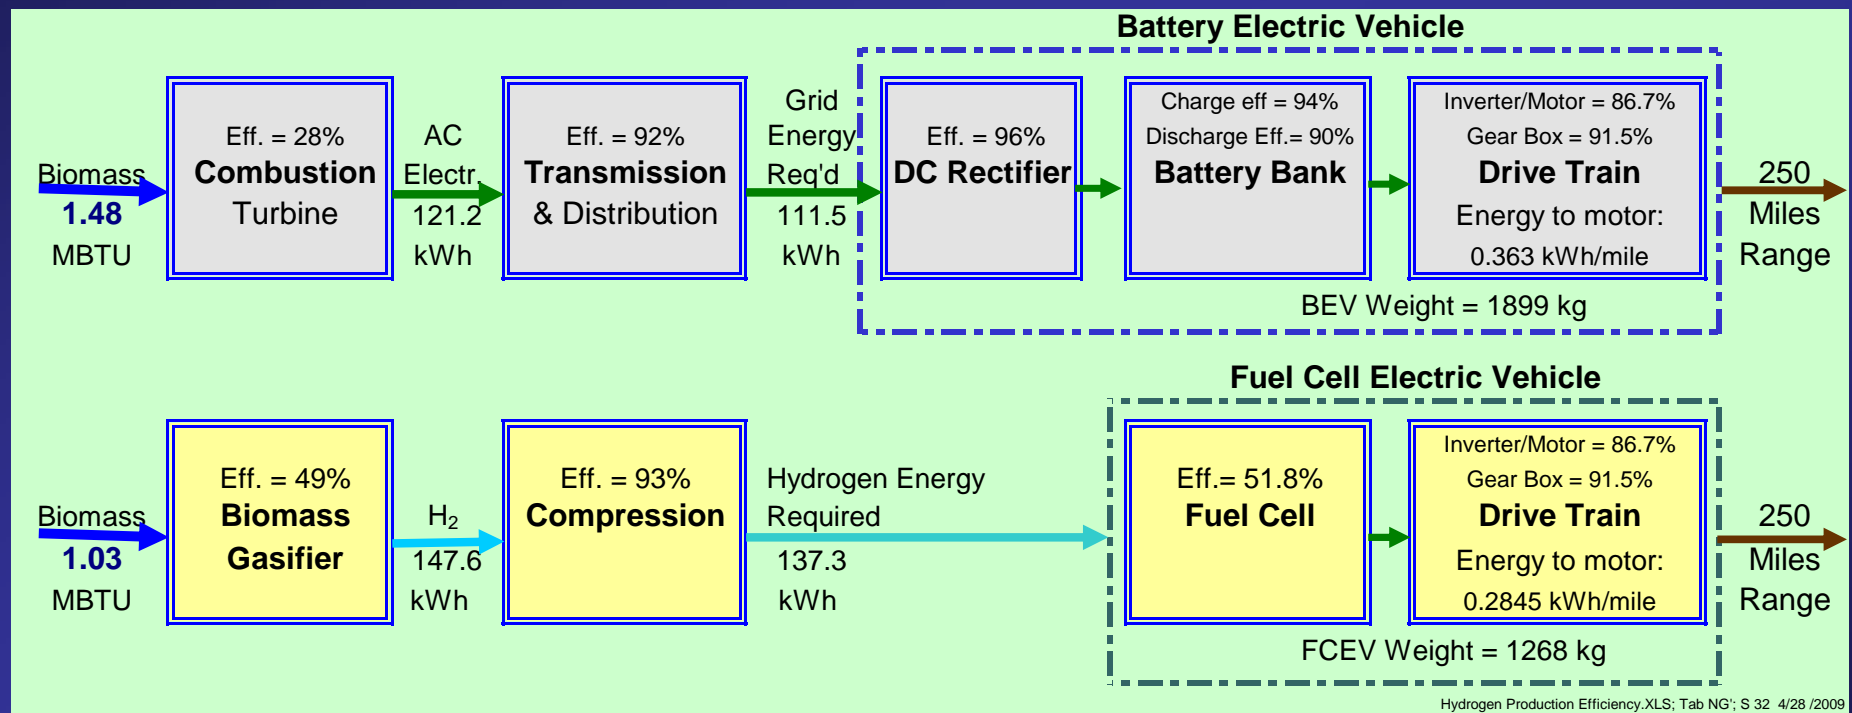 Battery Electric Vehicle
Biomass
1.48
MBTU
Eff. = 28%
Combustion
Turbine
AC
Electr.
121.2
kWh
Eff. = 92%
Transmission
& Distribution
Grid
Energy
Req'd
111.5
kWh
Eff. = 96%
DC Rectifier
Charge eff = 94%
Discharge Eff.= 90%
Battery Bank
Inverter/Motor = 86.7%
Gear Box = 91.5%
Drive Train
Energy to motor:
0.363 kWh/mile
250
Miles
Range
BEV Weight = 1899 kg
Fuel Cell Electric Vehicle
Biomass
1.03
MBTU
Eff. = 49%
Biomass
Gasifier
H₂
147.6
kWh
Eff. = 93%
Compression
Hydrogen Energy
Required
137.3
kWh
Eff.= 51.8%
Fuel Cell
Inverter/Motor = 86.7%
Gear Box = 91.5%
Drive Train
Energy to motor:
0.2845 kWh/mile
250
Miles
Range
FCEV Weight = 1268 kg
Hydrogen Production Efficiency.XLS; Tab NG'; S 32 4/28 /2009